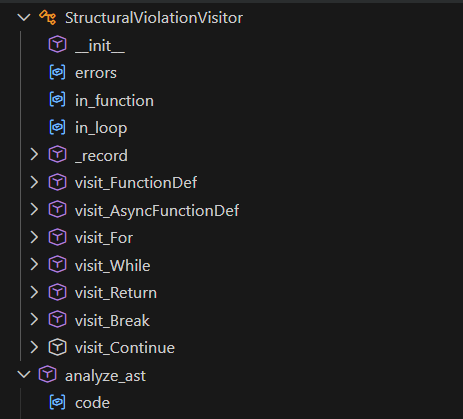 StructuralViolationVisitor
__init__
errors
in_function
in_loop
_record
visit_FunctionDef
visit_AsyncFunctionDef
visit_For
visit_While
visit_Return
visit_Break
visit_Continue
analyze_ast
code